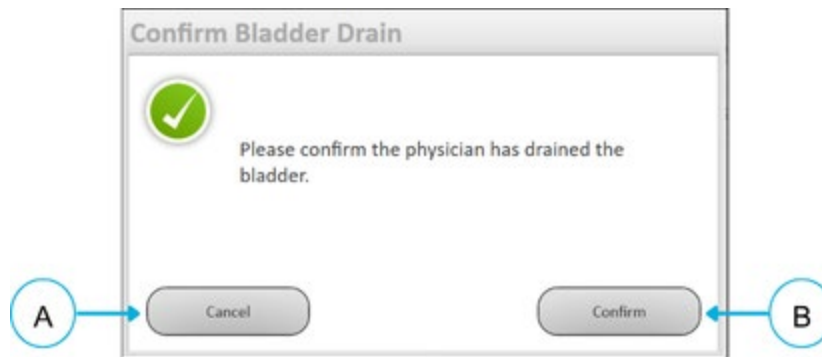 Confirm Bladder Drain
Please confirm the physician has drained the
bladder.
A
Cancel
Confirm
B